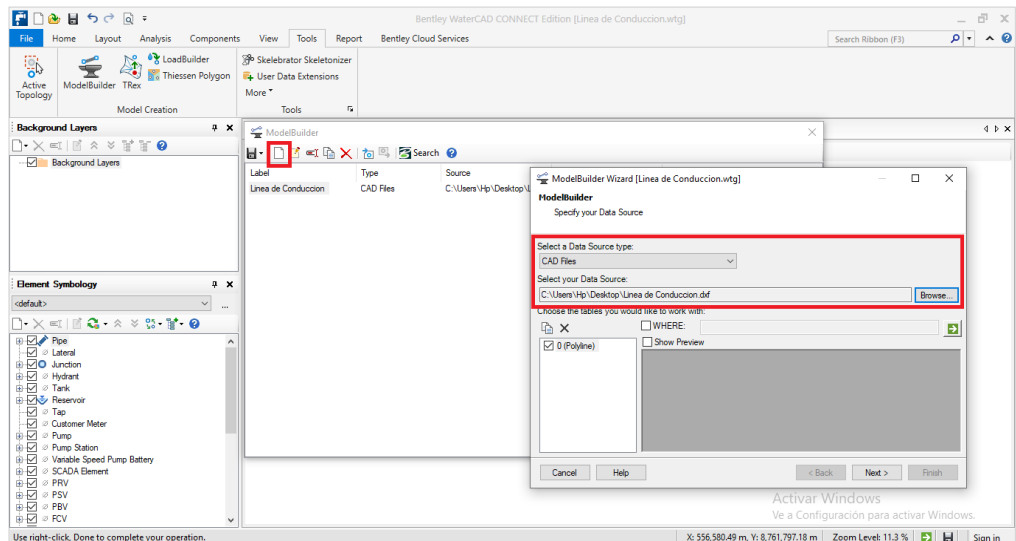 Bentley WaterCAD CONNECT Edition [Linea de Conduccion.wtg]
File Home Layout Analysis Components View Tools Report Bentley Cloud Services Search Ribbon (F3)
Active Topology
ModelBuilder
TRex
LoadBuilder
Thiessen Polygon
Model Creation
Skelebrator Skeletonizer
User Data Extensions
More
Tools
Background Layers
Background Layers
Element Symbology
<default>
...
Pipe
Lateral
Junction
Hydrant
Tank
Reservoir
Tap
Customer Meter
Pump
Pump Station
Variable Speed Pump Battery
SCADA Element
PRV
PSV
PBV
FCV
ModelBuilder
Search
Label Type Source
Linea de Conduccion CAD Files C:\Users\Hp\Desktop\L
ModelBuilder Wizard [Linea de Conduccion.wtg]
ModelBuilder
Specify your Data Source
Select a Data Source type:
CAD Files
Select your Data Source:
C:\Users\Hp\Desktop\Linea de Conduccion.dxf Browse...
Choose the tables you would like to work with:
WHERE:
0 (Polyline)
Show Preview
Cancel Help < Back Next > Finish
Activar Windows
Ve a Configuración para activar Windows.
Use right-click, Done to complete your operation. X: 556,580.49 m, Y: 8,761,797.18 m Zoom Level: 11.3 % Sign in